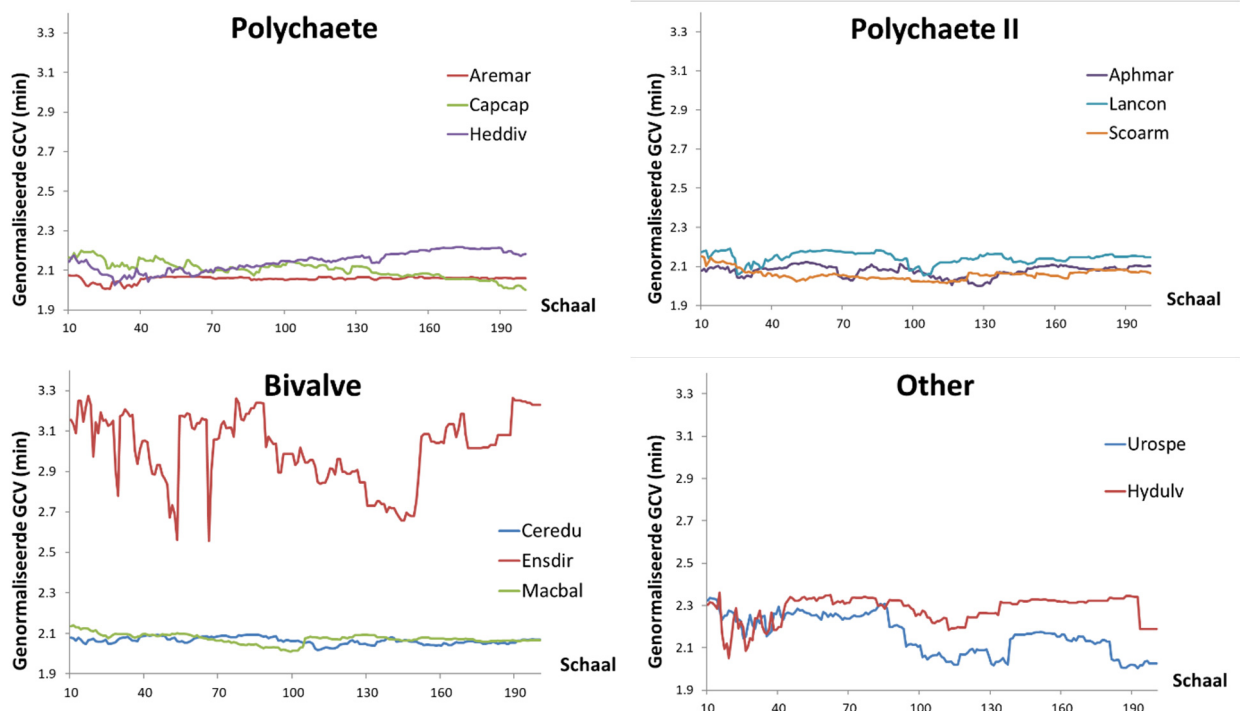 Polychaete
Genormaliseerde GCV (min)
3.3
3.1
2.9
2.7
2.5
2.3
2.1
1.9
Aremar
Capcap
Heddiv
Schaal
10 40 70 100 130 160 190
Polychaete II
Genormaliseerde GCV (min)
3.3
3.1
2.9
2.7
2.5
2.3
2.1
1.9
Aphmar
Lancon
Scoarm
Schaal
10 40 70 100 130 160 190
Bivalve
Genormaliseerde GCV (min)
3.3
3.1
2.9
2.7
2.5
2.3
2.1
1.9
Ceredu
Ensdir
Macbal
Schaal
10 40 70 100 130 160 190
Other
Genormaliseerde GCV (min)
3.3
3.1
2.9
2.7
2.5
2.3
2.1
1.9
Urospe
Hydulv
Schaal
10 40 70 100 130 160 190